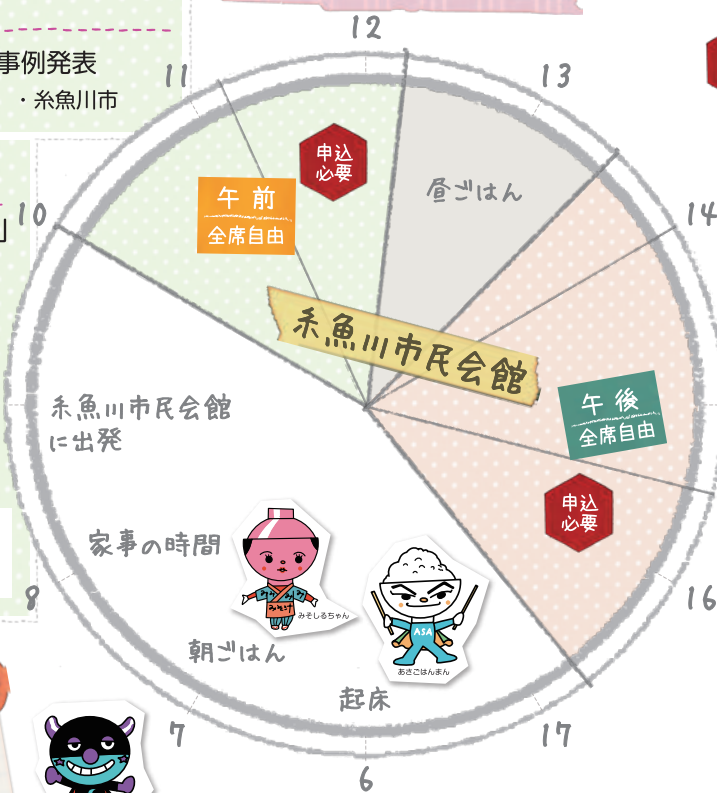 事例発表
・糸魚川市
12
11
13
10
14
申込
必要
午前
全席自由
昼ごはん
糸魚川市民会館
午後
全席自由
糸魚川市民会館
に出発
申込
必要
家事の時間
8
16
みそ汁
みそしるちゃん
ASA
あさごはんまん
朝ごはん
起床
7
17
6